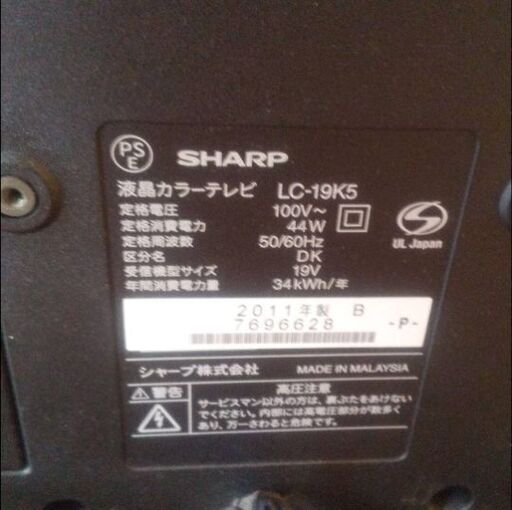 PSE
SHARP
液晶カラーテレビ LC-19K5
定格電圧 100V～
定格消費電力 44W
定格周波数 50/60Hz
区分名 DK
受信機型サイズ 19V
年間消費電力量 34kWh/年
UL Japan
2011年製 B
7696628 -P-
シャープ株式会社 MADE IN MALAYSIA
警告 高圧注意
サービスマン以外の方は、裏ぶたをあけない
でください。内部には高電圧部分が数多く
あり、万一さわると危険です。